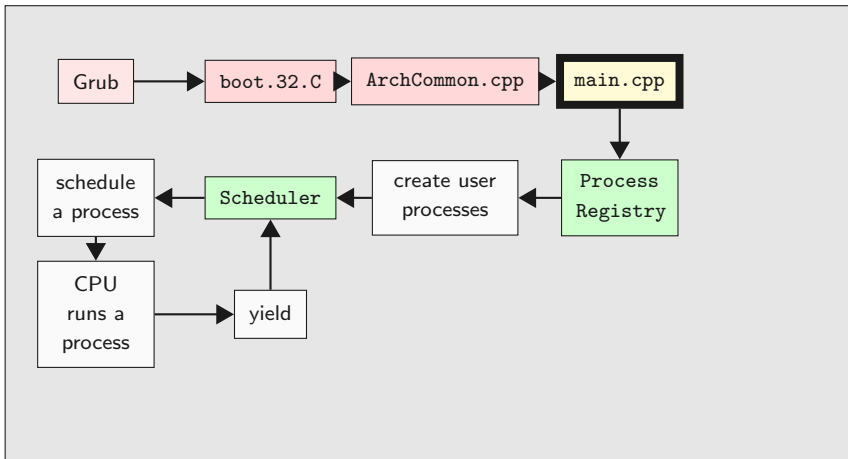 Grub
boot.32.C
ArchCommon.cpp
main.cpp
schedule
a process
Scheduler
create user
processes
Process
Registry
CPU
runs a
process
yield